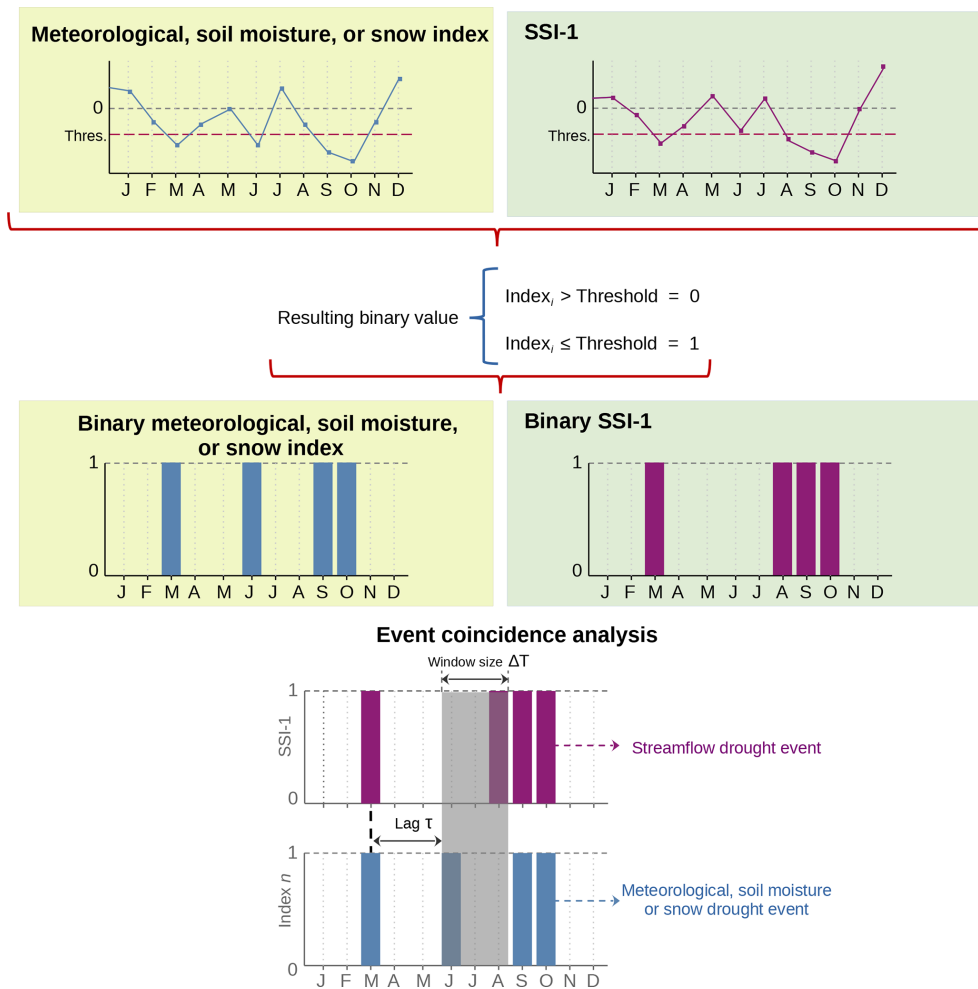 Meteorological, soil moisture, or snow index
0
Thres.
J F M A M J J A S O N D
SSI-1
0
Thres.
J F M A M J J A S O N D
Resulting binary value
Indexi > Threshold = 0
Indexi ≤ Threshold = 1
Binary meteorological, soil moisture,
or snow index
1
0
J F M A M J J A S O N D
Binary SSI-1
1
0
J F M A M J J A S O N D
Event coincidence analysis
Window size ΔT
1
SSI-1
0
Streamflow drought event
Lag τ
1
Index n
0
Meteorological, soil moisture
or snow drought event
J F M A M J J A S O N D